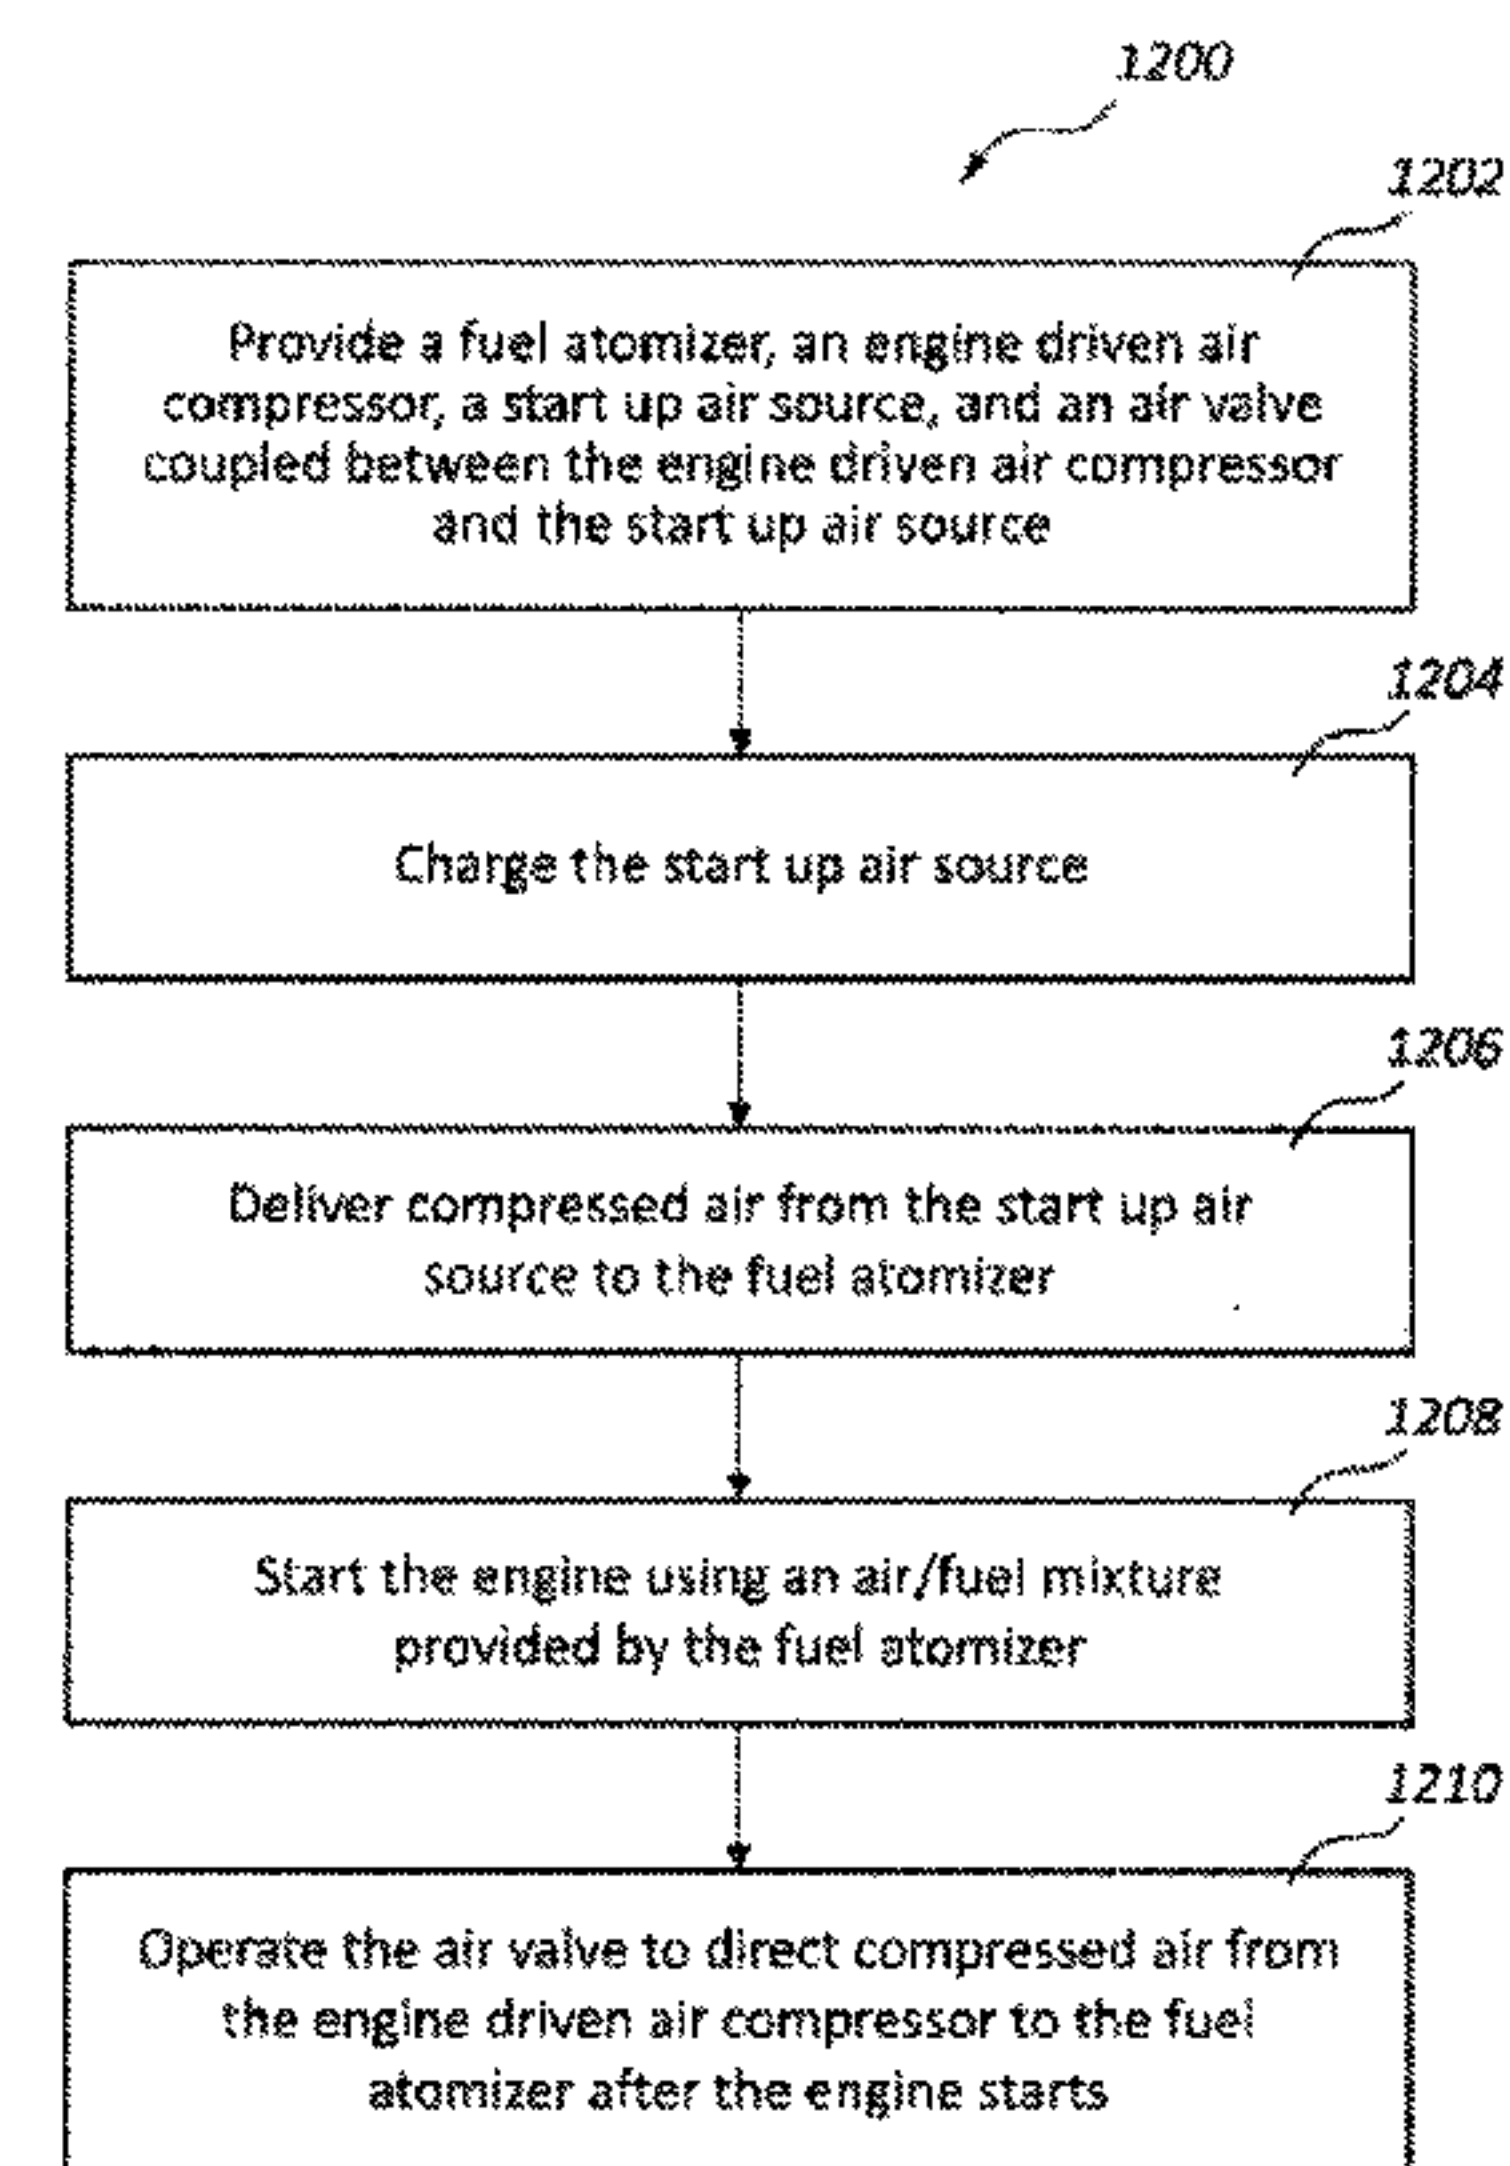 1200
1202
Provide a fuel atomizer, an engine driven air
compressor, a start up air source, and an air valve
coupled between the engine driven air compressor
and the start up air source
1204
Charge the start up air source
1206
Deliver compressed air from the start up air
source to the fuel atomizer
1208
Start the engine using an air/fuel mixture
provided by the fuel atomizer
1210
Operate the air valve to direct compressed air from
the engine driven air compressor to the fuel
atomizer after the engine starts